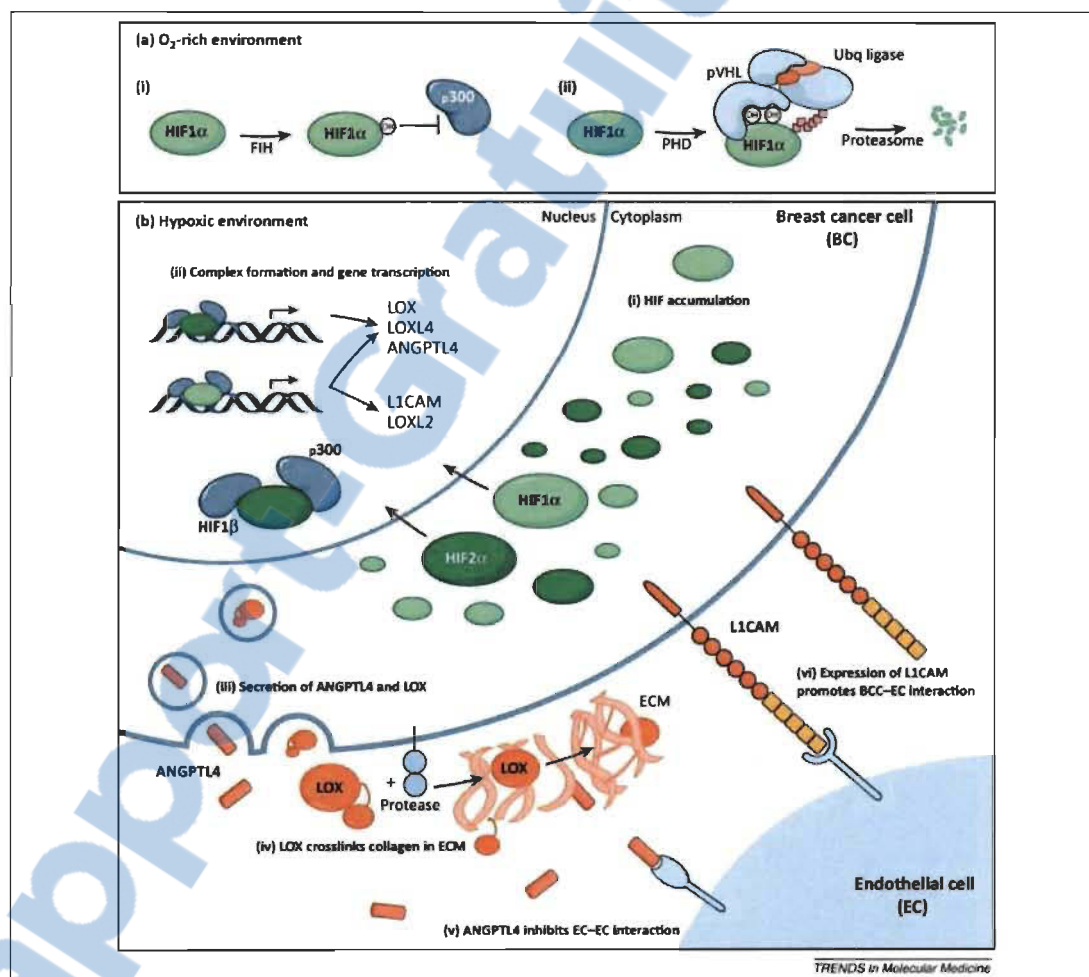 (a) O₂-rich environment
(i)
HIF1α
FIH
HIF1α
OH
p300
(ii)
HIF1α
PHD
pVHL
Ubq ligase
OH OH
HIF1α
Proteasome
(b) Hypoxic environment
Nucleus Cytoplasm
Breast cancer cell
(BC)
(ii) Complex formation and gene transcription
LOX
LOXL4
ANGPTL4
L1CAM
LOXL2
(i) HIF accumulation
p300
HIF1β
HIF1α
HIF2α
L1CAM
(vi) Expression of L1CAM
promotes BCC–EC interaction
(iii) Secretion of ANGPTL4 and LOX
ECM
ANGPTL4
LOX
+
Protease
LOX
(iv) LOX crosslinks collagen in ECM
Endothelial cell
(EC)
(v) ANGPTL4 inhibits EC–EC interaction
TRENDS in Molecular Medicine